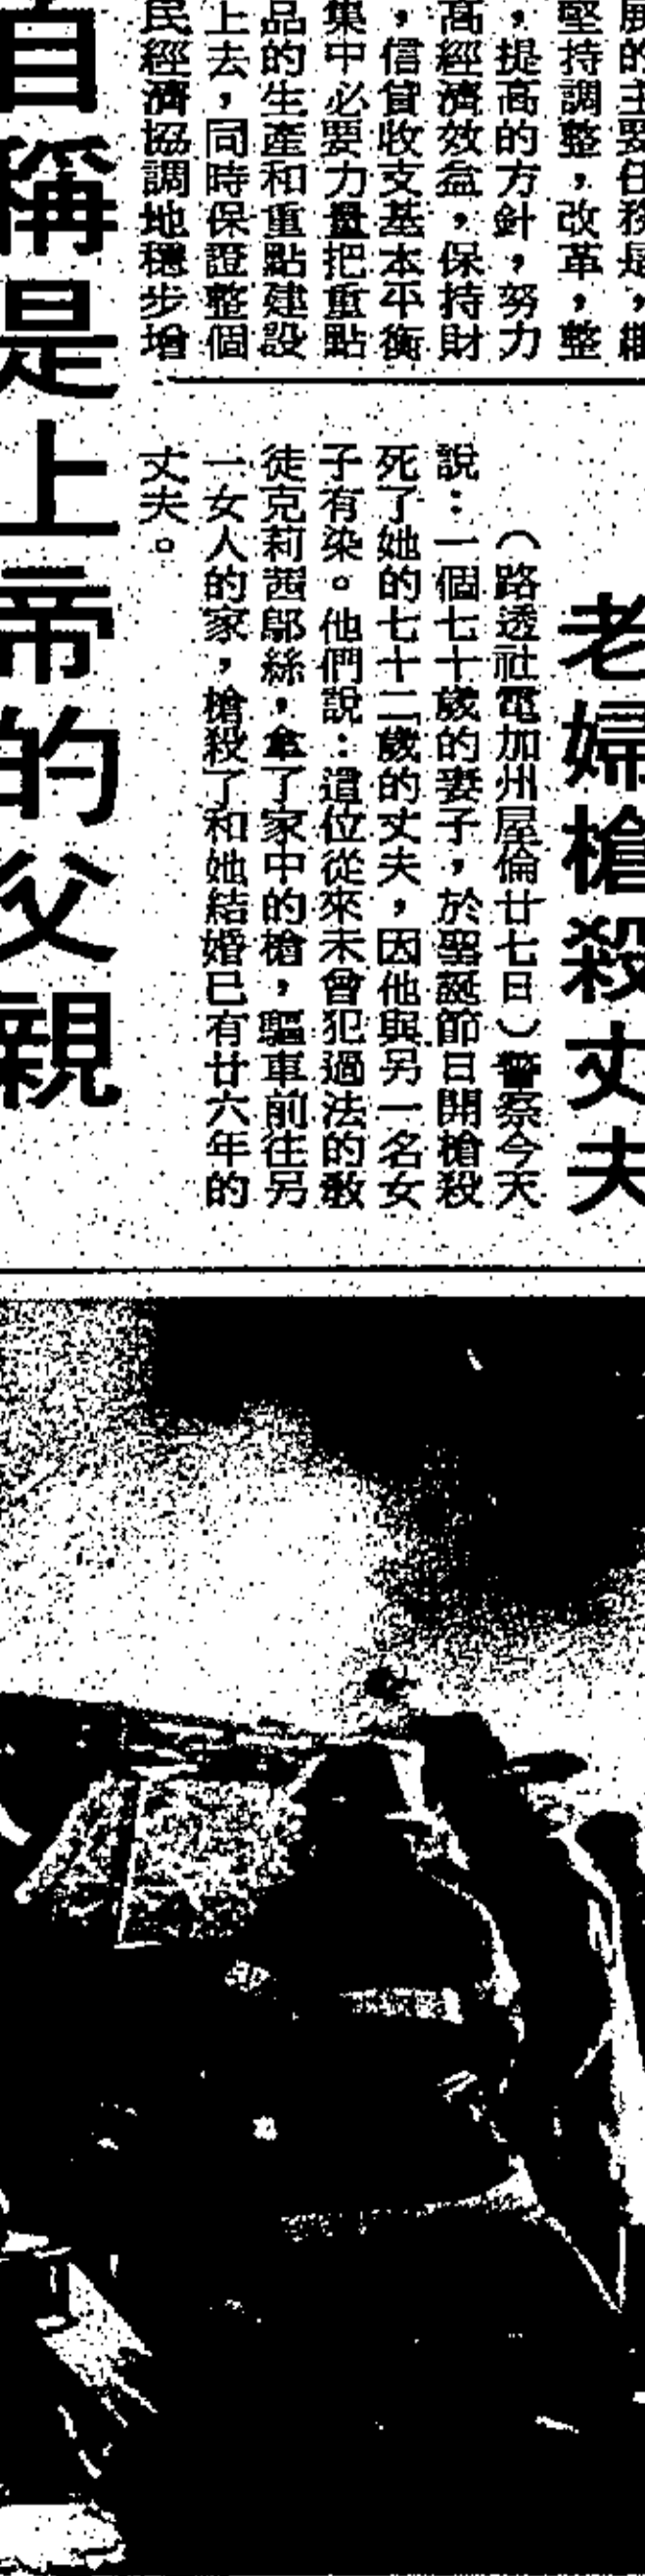 展的主要任務是，繼
堅持調整，改革，整
，提高的方針，努力
高經濟效益，保持財
，信貸收支基本平衡
集中必要力量把重點
品的生產和重點建設
上去，同時保證整個
民經濟協調地穩步增
老婦槍殺丈夫
（路透社電加州屋倫廿七日）警察今天
說：一個七十歲的妻子，於聖誕節日開槍殺
死了她的七十二歲的丈夫，因他與另一名女
子有染。他們說：這位從來未曾犯過法的教
徒克莉茜鄔絲，拿了家中的槍，驅車前往另
一女人的家，槍殺了和她結婚已有廿六年的
丈夫。
自稱是上帝的父親